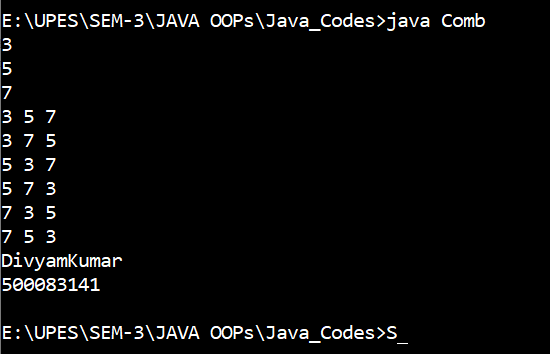 E:\UPES\SEM-3\JAVA OOPs\Java_Codes>java Comb
3
5
7
3 5 7
3 7 5
5 3 7
5 7 3
7 3 5
7 5 3
DivyamKumar
500083141
E:\UPES\SEM-3\JAVA OOPs\Java_Codes>S_